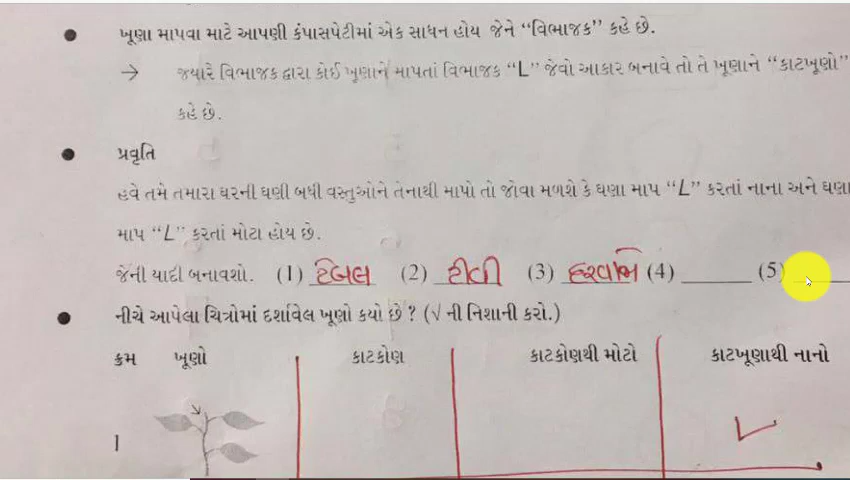 ખૂણા માપવા માટે આપણી કંપાસપેટીમાં એક સાધન હોય જેને “વિભાજક” કહે છે.
→ જ્યારે વિભાજક દ્વારા કોઈ ખૂણાને માપતાં વિભાજક “L” જેવો આકાર બનાવે તો તે ખૂણાને “કાટખૂણો”
કહે છે.
પ્રવૃતિ
હવે તમે તમારા ઘરની ઘણી બધી વસ્તુઓને તેનાથી માપો તો જોવા મળશે કે ઘણા માપ “L” કરતાં નાના અને ઘણા
માપ “L” કરતાં મોટા હોય છે.
જેની યાદી બનાવશો. (1) ટેબલ (2) ટીવી (3) (4) ______ (5) ______
નીચે આપેલા ચિત્રોમાં દર્શાવેલ ખૂણો કયો છે ? (√ ની નિશાની કરો.)
ક્રમ ખૂણો કાટકોણ કાટકોણથી મોટો કાટખૂણાથી નાનો
1 ✓